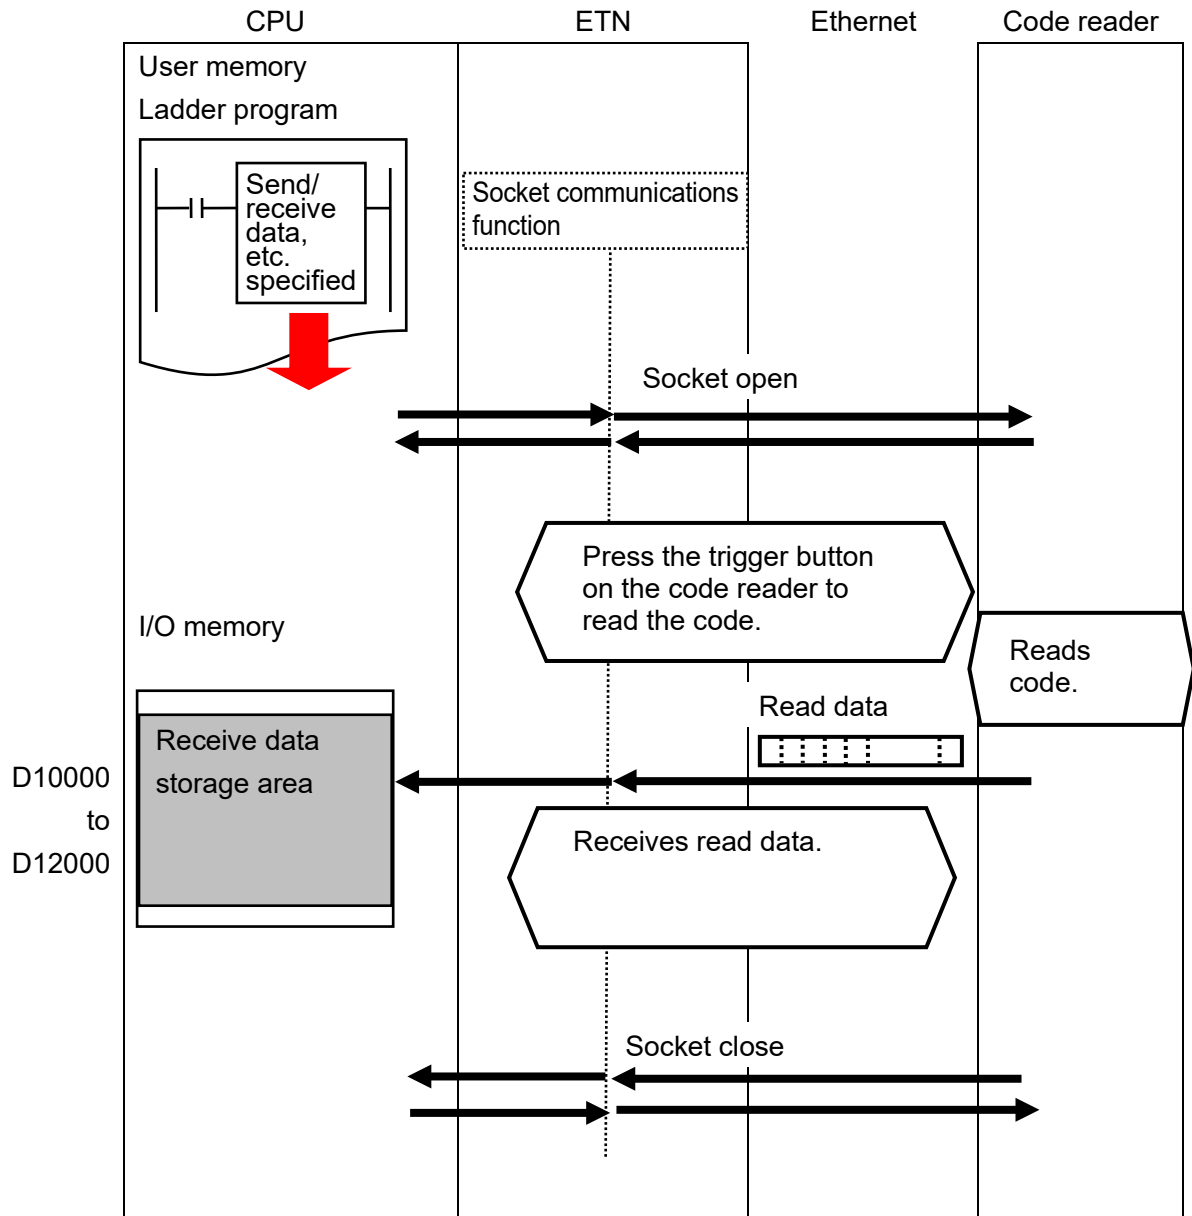 CPU
ETN
Ethernet
Code reader
User memory
Ladder program
Send/
receive
data,
etc.
specified
Socket communications
function
Socket open
Press the trigger button
on the code reader to
read the code.
I/O memory
Reads
code.
Read data
Receive data
storage area
D10000
to
D12000
Receives read data.
Socket close